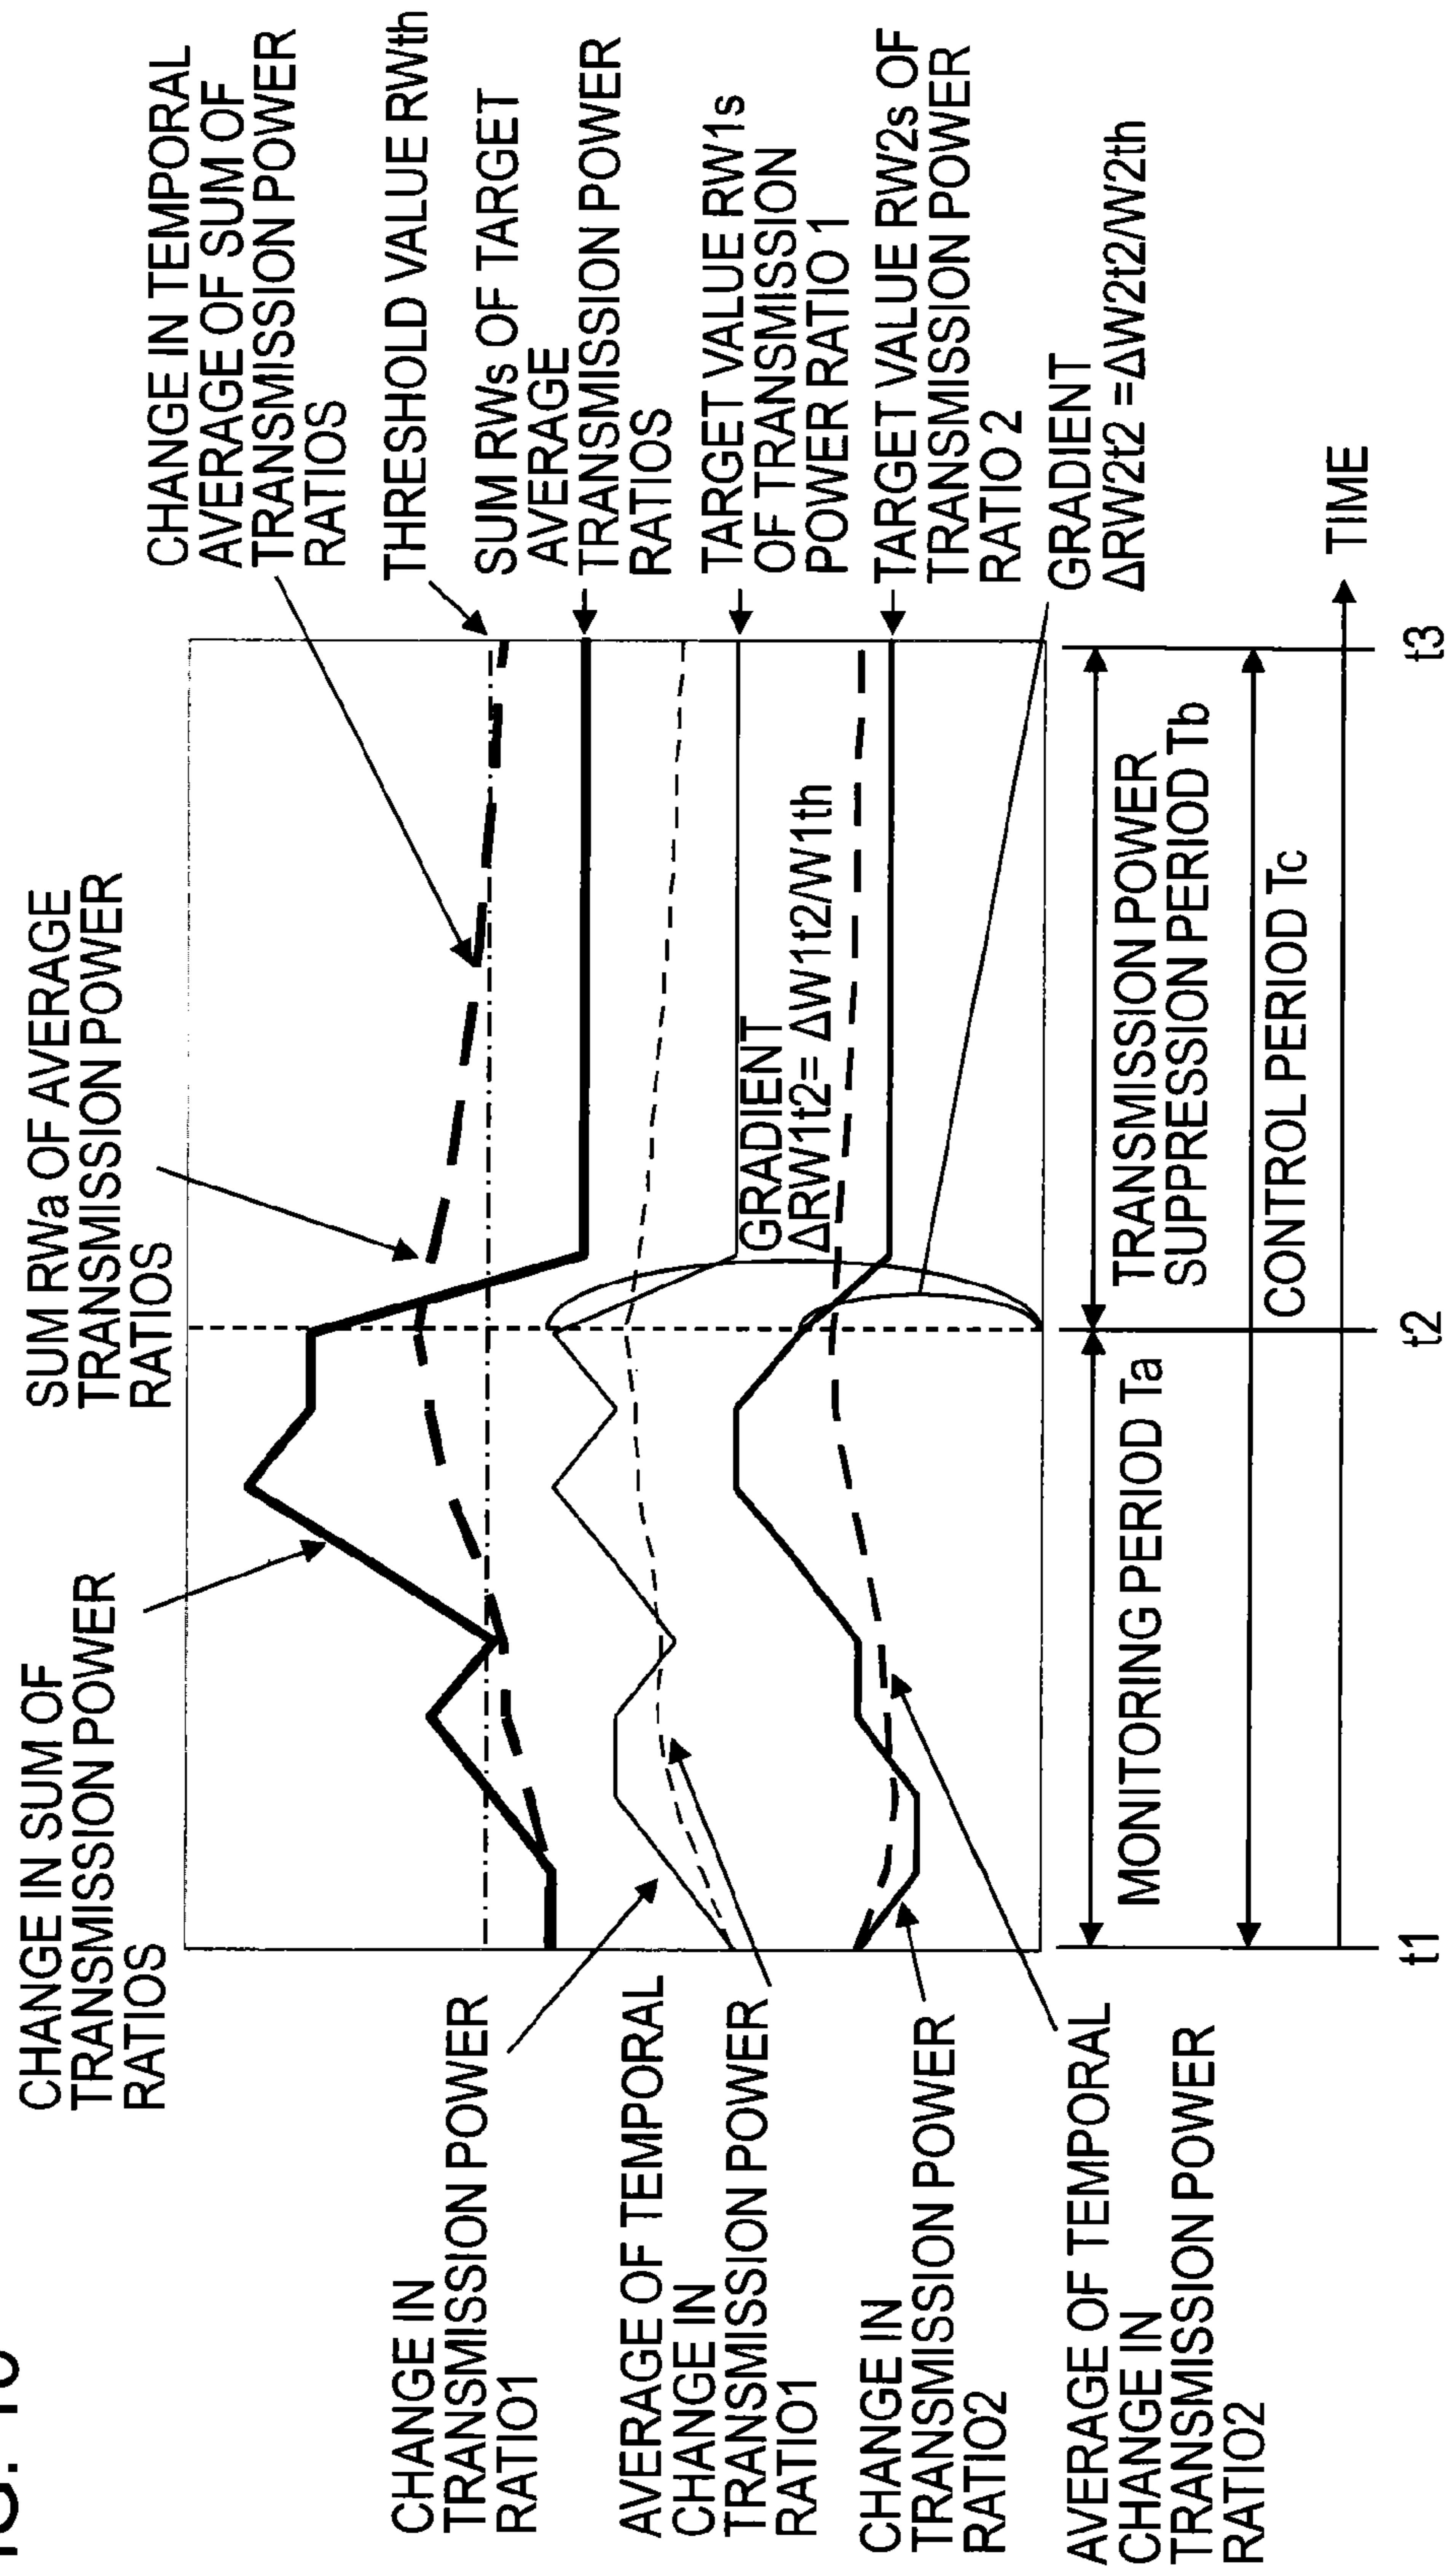 CHANGE IN SUM OF
TRANSMISSION POWER
RATIOS
SUM RWa OF AVERAGE
TRANSMISSION POWER
RATIOS
CHANGE IN TEMPORAL
AVERAGE OF SUM OF
TRANSMISSION POWER
RATIOS
THRESHOLD VALUE RWth
SUM RWs OF TARGET
AVERAGE
TRANSMISSION POWER
RATIOS
TARGET VALUE RW1s
OF TRANSMISSION
POWER RATIO 1
TARGET VALUE RW2s OF
TRANSMISSION POWER
RATIO 2
GRADIENT
ΔRW2t2 =ΔW2t2/W2th
CHANGE IN
TRANSMISSION POWER
RATIO1
AVERAGE OF TEMPORAL
CHANGE IN
TRANSMISSION POWER
RATIO1
CHANGE IN
TRANSMISSION POWER
RATIO2
AVERAGE OF TEMPORAL
CHANGE IN
TRANSMISSION POWER
RATIO2
GRADIENT
ΔRW1t2= ΔW1t2/W1th
MONITORING PERIOD Ta
TRANSMISSION POWER
SUPPRESSION PERIOD Tb
CONTROL PERIOD Tc
TIME
t1
t2
t3